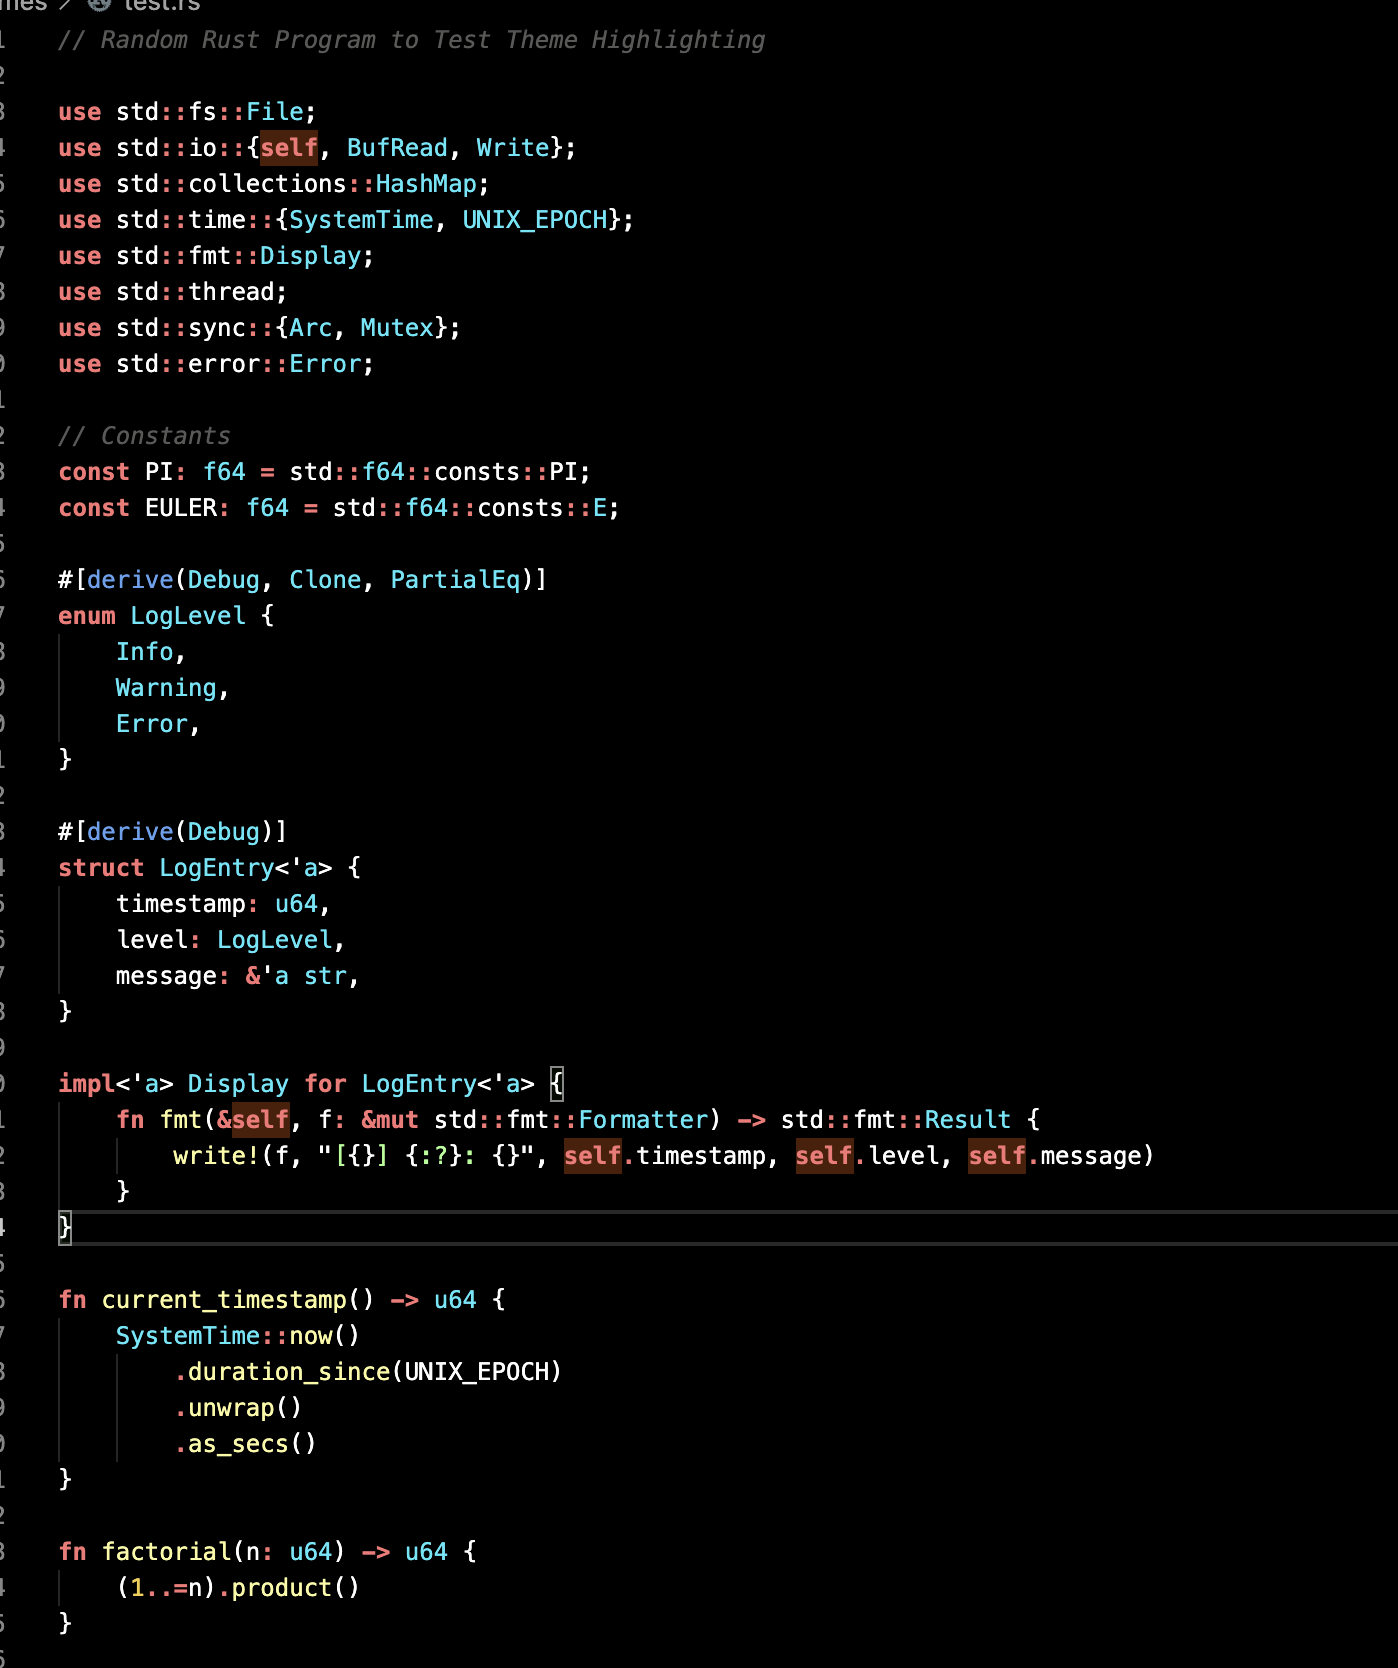 test.rs
// Random Rust Program to Test Theme Highlighting
use std::fs::File;
use std::io::{self, BufRead, Write};
use std::collections::HashMap;
use std::time::{SystemTime, UNIX_EPOCH};
use std::fmt::Display;
use std::thread;
use std::sync::{Arc, Mutex};
use std::error::Error;
// Constants
const PI: f64 = std::f64::consts::PI;
const EULER: f64 = std::f64::consts::E;
#[derive(Debug, Clone, PartialEq)]
enum LogLevel {
    Info,
    Warning,
    Error,
}
#[derive(Debug)]
struct LogEntry<'a> {
    timestamp: u64,
    level: LogLevel,
    message: &'a str,
}
impl<'a> Display for LogEntry<'a> {
    fn fmt(&self, f: &mut std::fmt::Formatter) -> std::fmt::Result {
        write!(f, "[{}] {:?}: {}", self.timestamp, self.level, self.message)
    }
}
fn current_timestamp() -> u64 {
    SystemTime::now()
        .duration_since(UNIX_EPOCH)
        .unwrap()
        .as_secs()
}
fn factorial(n: u64) -> u64 {
    (1..=n).product()
}